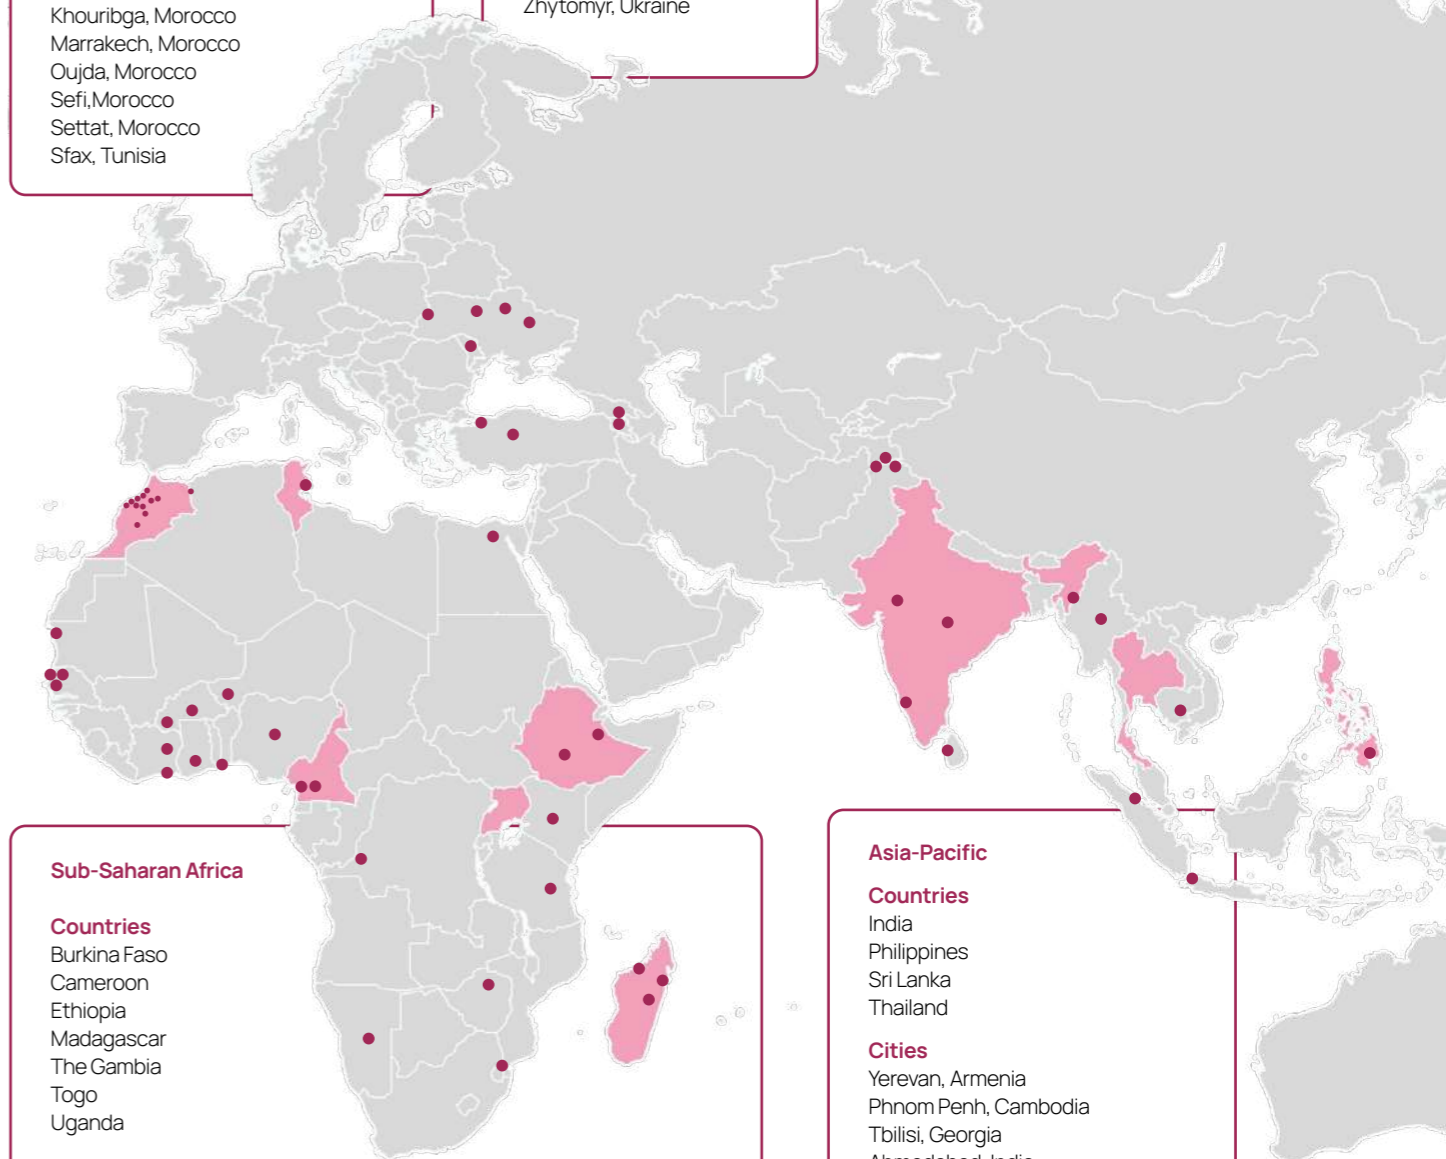 Khouribga, Morocco
Marrakech, Morocco
Oujda, Morocco
Sefi,Morocco
Settat, Morocco
Sfax, Tunisia
Zhytomyr, Ukraine
Sub-Saharan Africa
Countries
Burkina Faso
Cameroon
Ethiopia
Madagascar
The Gambia
Togo
Uganda
Asia-Pacific
Countries
India
Philippines
Sri Lanka
Thailand
Cities
Yerevan, Armenia
Phnom Penh, Cambodia
Tbilisi, Georgia
Ahmedabad, India